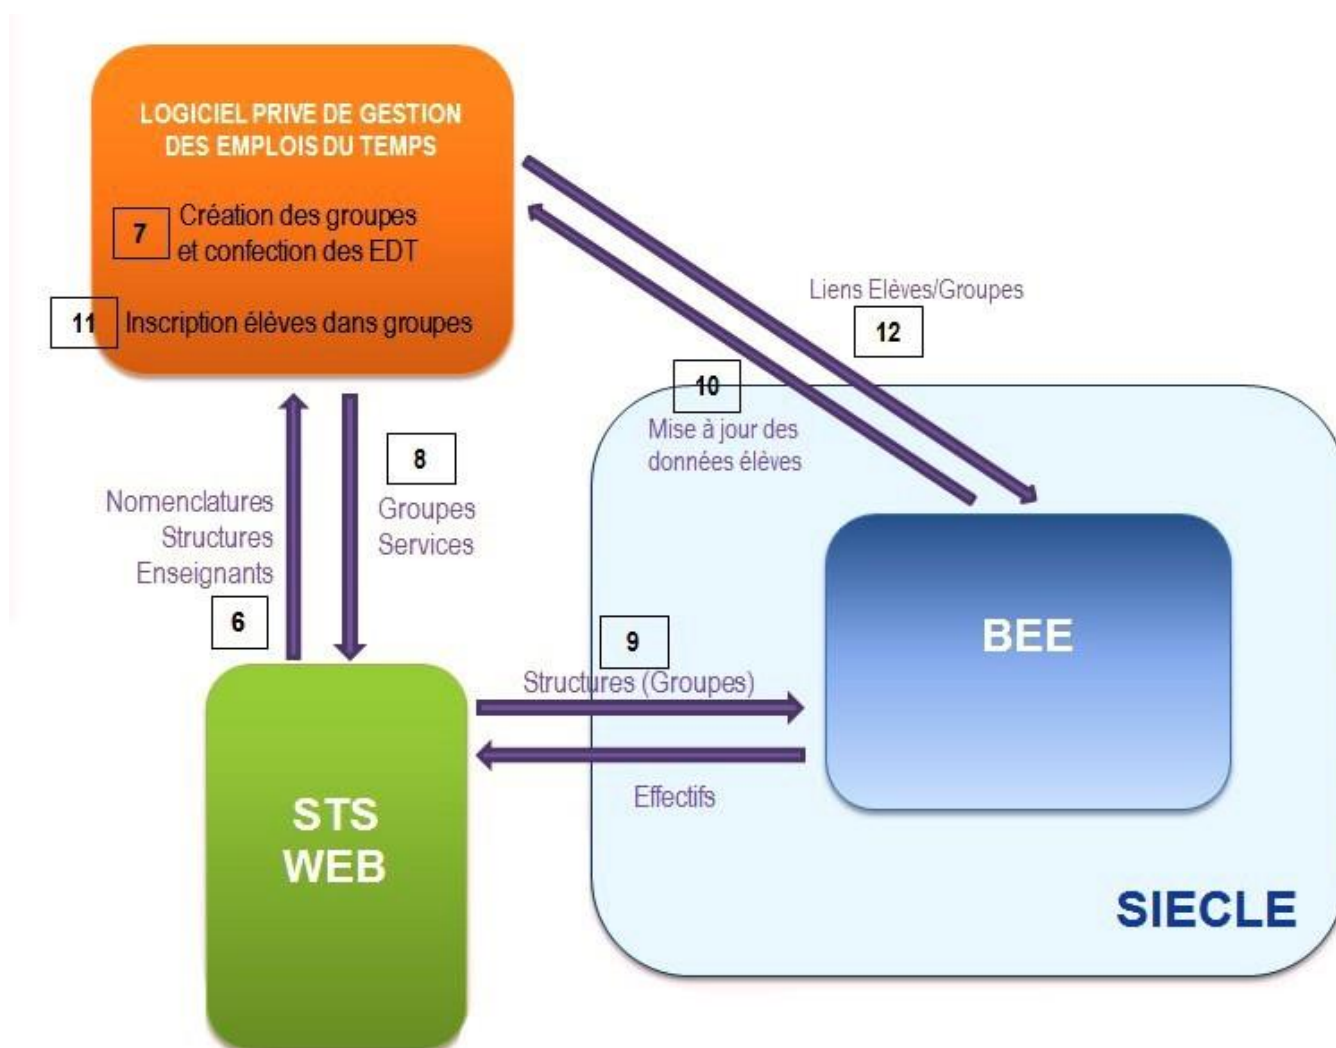 LOGICIEL PRIVE DE GESTION
DES EMPLOIS DU TEMPS
7
Création des groupes
et confection des EDT
11
Inscription élèves dans groupes
Liens Elèves/Groupes
12
10
Mise à jour des
données élèves
8
Groupes
Services
Nomenclatures
Structures
Enseignants
6
9
Structures (Groupes)
Effectifs
BEE
STS
WEB
SIECLE